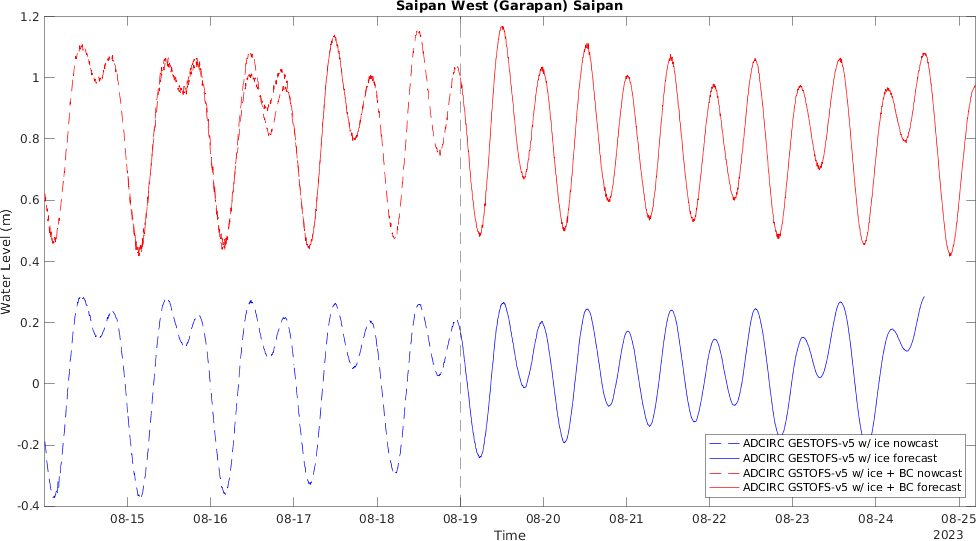 Saipan West (Garapan) Saipan
1.2
1
0.8
0.6
0.4
0.2
0
-0.2
-0.4
Water Level (m)
ADCIRC GESTOFS-v5 w/ ice nowcast
ADCIRC GESTOFS-v5 w/ ice forecast
ADCIRC GSTOFS-v5 w/ ice + BC nowcast
ADCIRC GSTOFS-v5 w/ ice + BC forecast
08-15 08-16 08-17 08-18 08-19 08-20 08-21 08-22 08-23 08-24 08-25
Time 2023